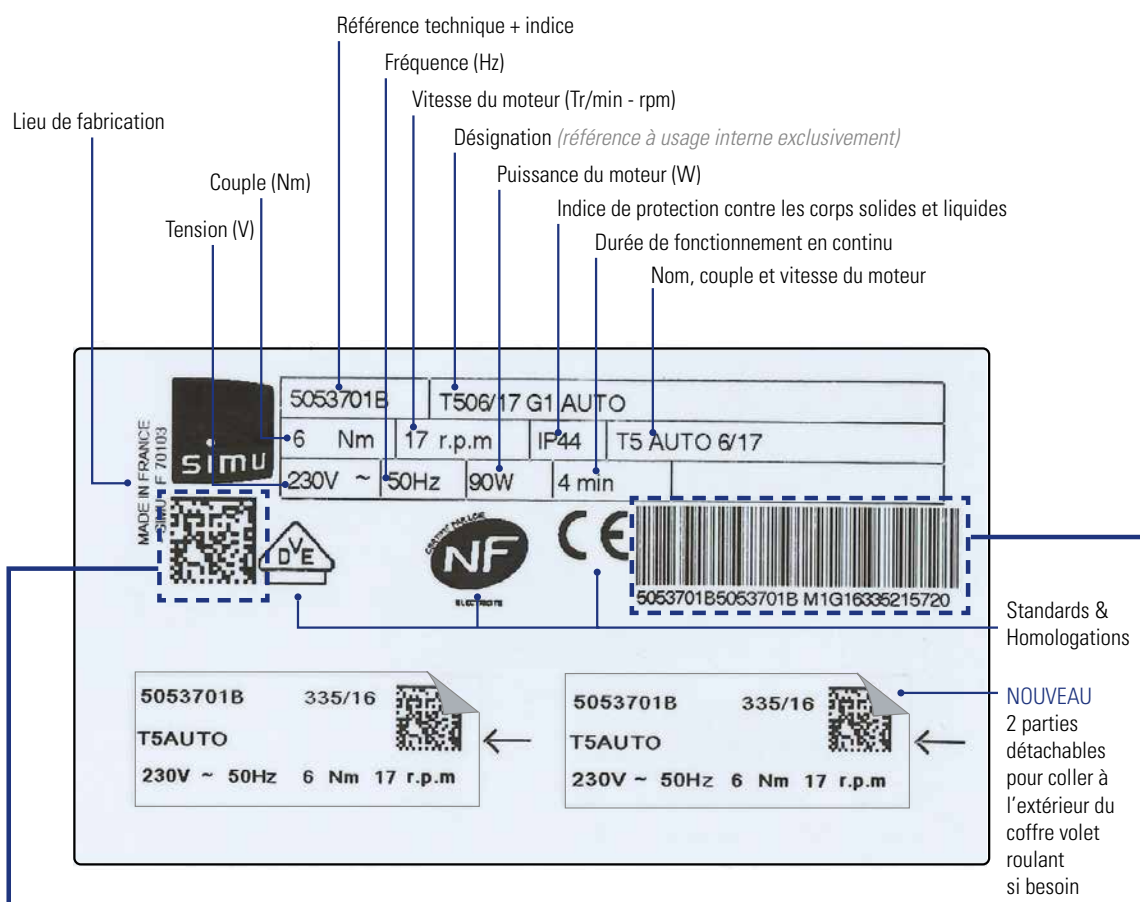 Référence technique + indice
Fréquence (Hz)
Vitesse du moteur (Tr/min - rpm)
Lieu de fabrication
Désignation (référence à usage interne exclusivement)
Couple (Nm)
Puissance du moteur (W)
Indice de protection contre les corps solides et liquides
Tension (V)
Durée de fonctionnement en continu
Nom, couple et vitesse du moteur
MADE IN FRANCE
SIMU F 70103
simu
5053701B T506/17 G1 AUTO
6 Nm 17 r.p.m IP44 T5 AUTO 6/17
230V ~ 50Hz 90W 4 min
DVE
NF
ELECTRICITE
CE
5053701B5053701B M1G16335215720
Standards &
Homologations
5053701B 335/16
T5AUTO
230V ~ 50Hz 6 Nm 17 r.p.m
5053701B 335/16
T5AUTO
230V ~ 50Hz 6 Nm 17 r.p.m
NOUVEAU
2 parties
détachables
pour coller à
l'extérieur du
coffre volet
roulant
si besoin